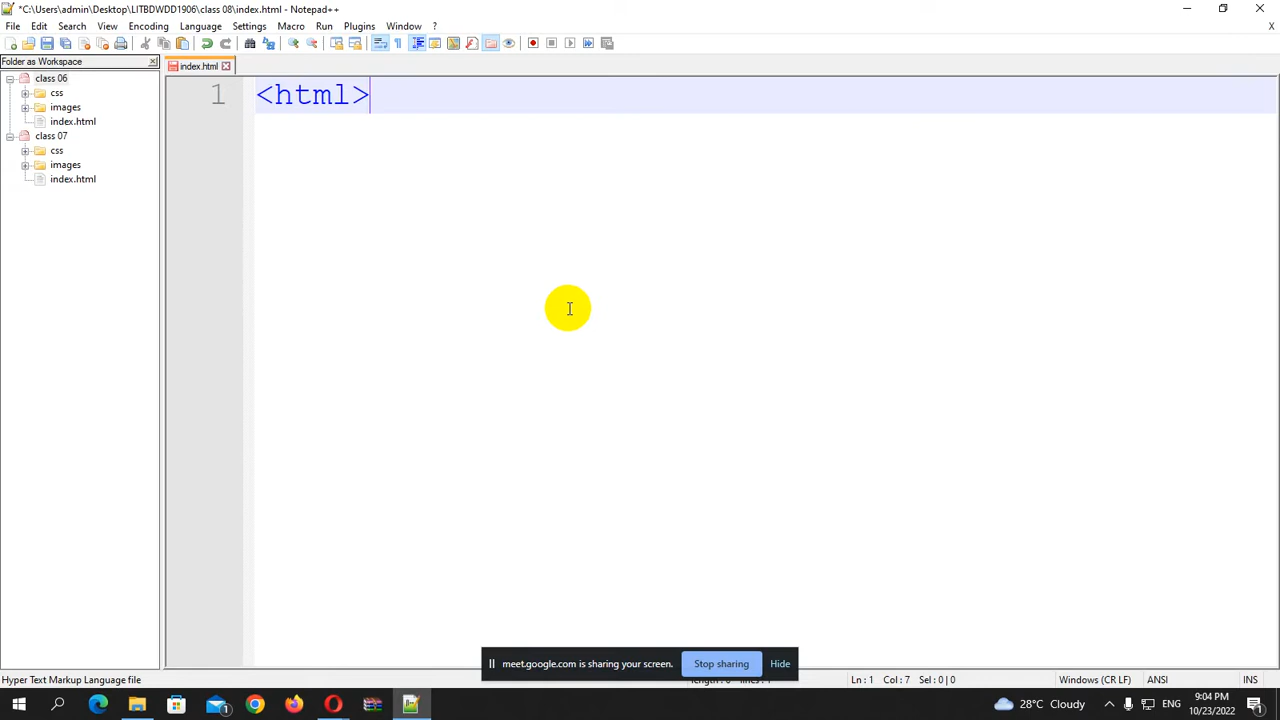 *C:\Users\admin\Desktop\LITBDWDD1906\class 08\index.html - Notepad++
File Edit Search View Encoding Language Settings Macro Run Plugins Window ?
X
Folder as Workspace
index.html
class 06
css
images
index.html
class 07
css
images
index.html
1 <html>
meet.google.com is sharing your screen. Stop sharing Hide
Hyper Text Markup Language file
Ln:1 Col:7 Sel:0|0
Windows (CR LF)
ANSI
INS
28°C Cloudy
ENG
9:04 PM
10/23/2022